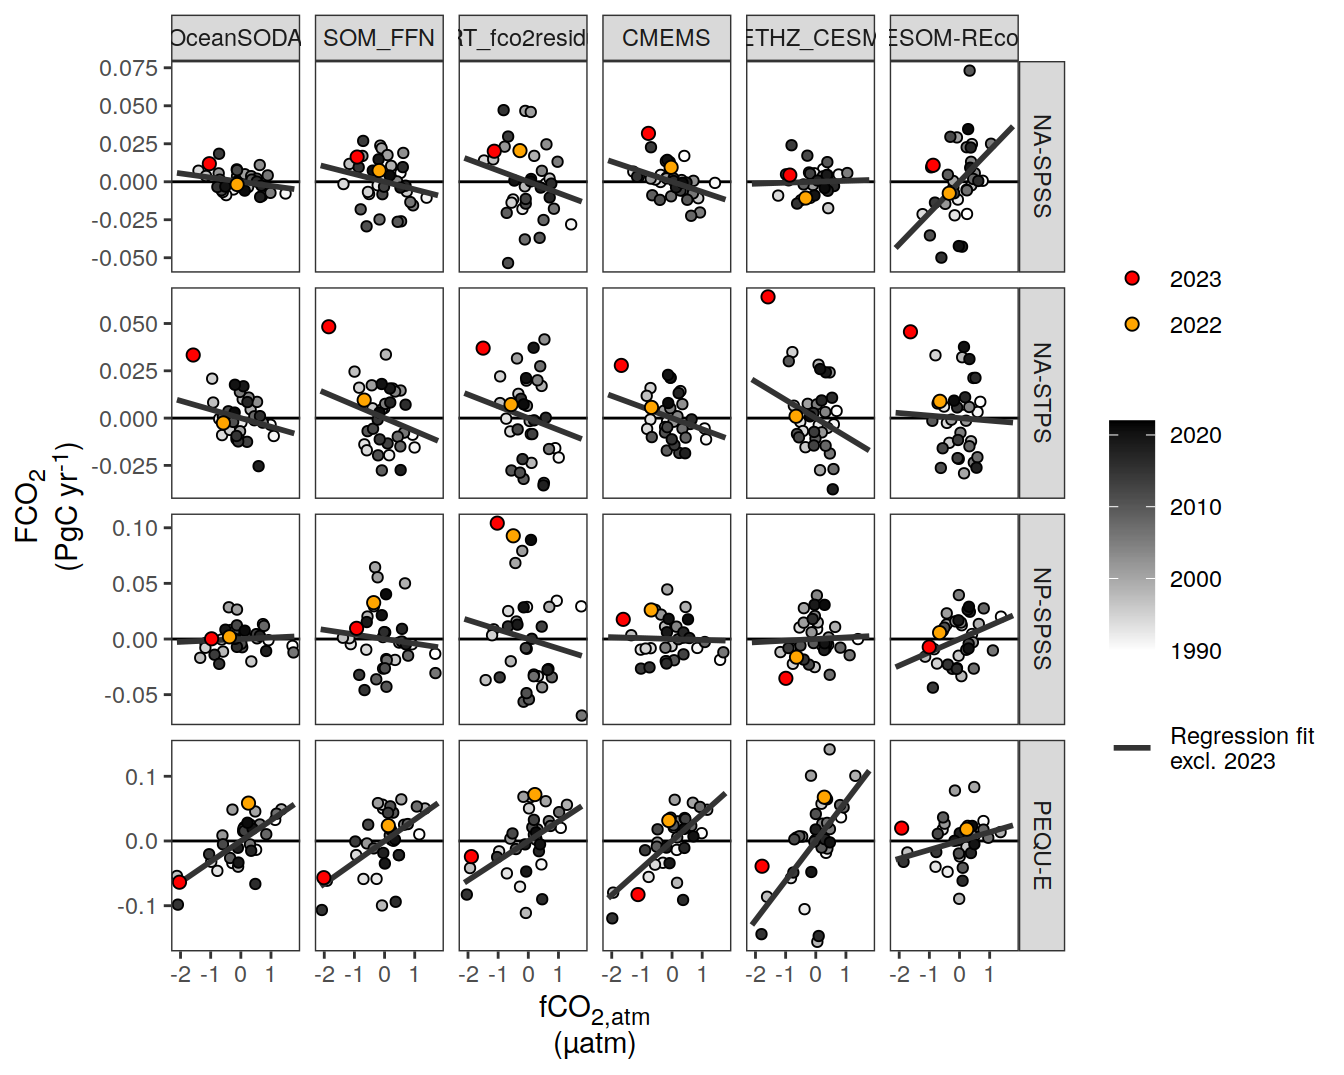 OceanSODA SOM_FFN RT_fco2resid CMEMS ETHZ_CESM ESOM-REco
0.075
0.050
0.025
0.000
-0.025
-0.050
NA-SPSS
0.050
0.025
0.000
-0.025
NA-STPS
0.10
0.05
0.00
-0.05
NP-SPSS
0.1
0.0
-0.1
PEQU-E
-2 -1 0 1 -2 -1 0 1 -2 -1 0 1 -2 -1 0 1 -2 -1 0 1 -2 -1 0 1
FCO2
(PgC yr-1)
fCO2,atm
(µatm)
2023
2022
2020
2010
2000
1990
Regression fit
excl. 2023